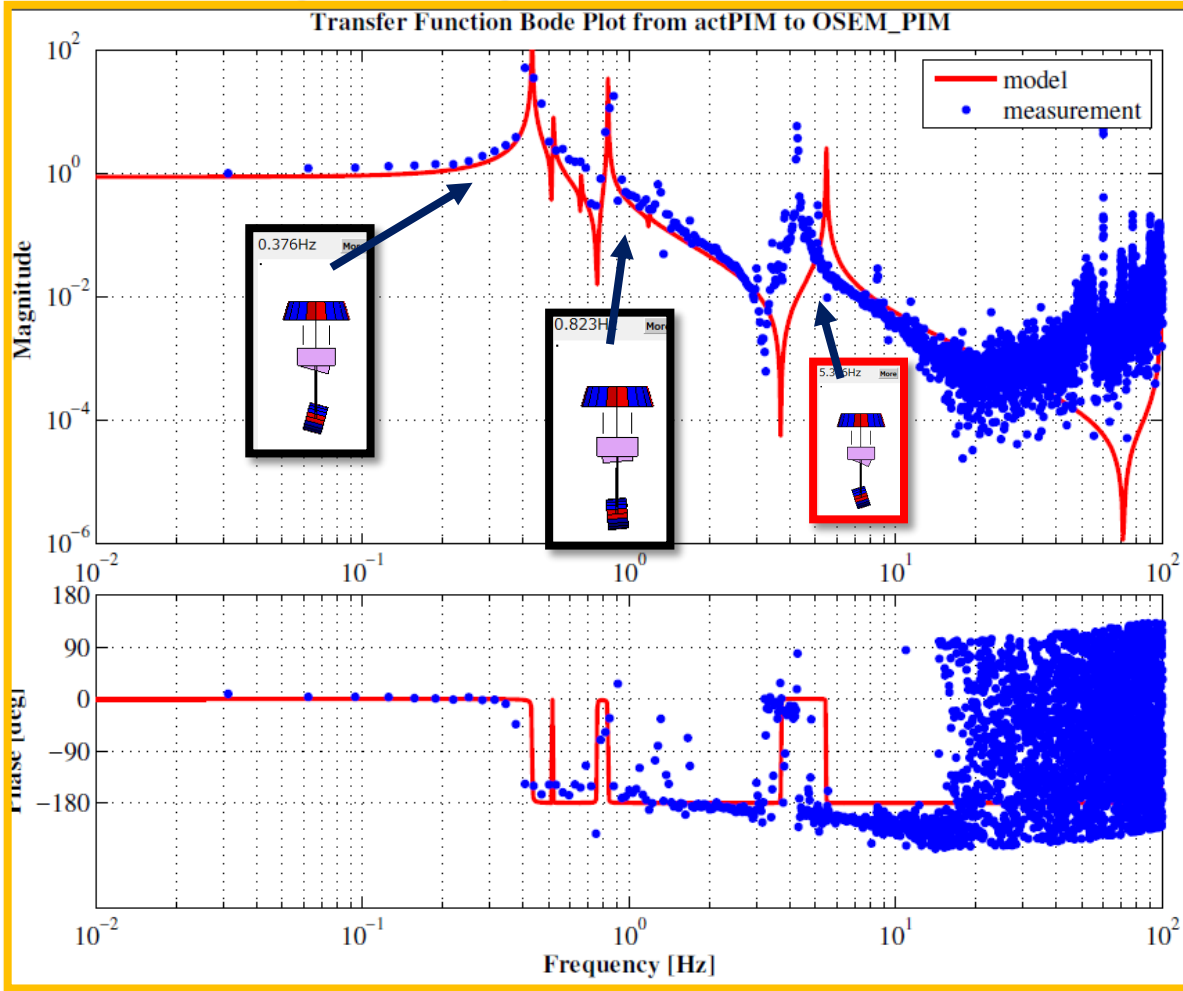 Transfer Function Bode Plot from actPIM to OSEM_PIM
10^2
10^0
10^-2
10^-4
10^-6
Magnitude
model
measurement
0.376Hz
0.823Hz
More
More
10^-2
10^-1
10^0
10^1
10^2
180
90
0
−90
−180
[deg]
10^-2
10^-1
10^0
10^1
10^2
Frequency [Hz]